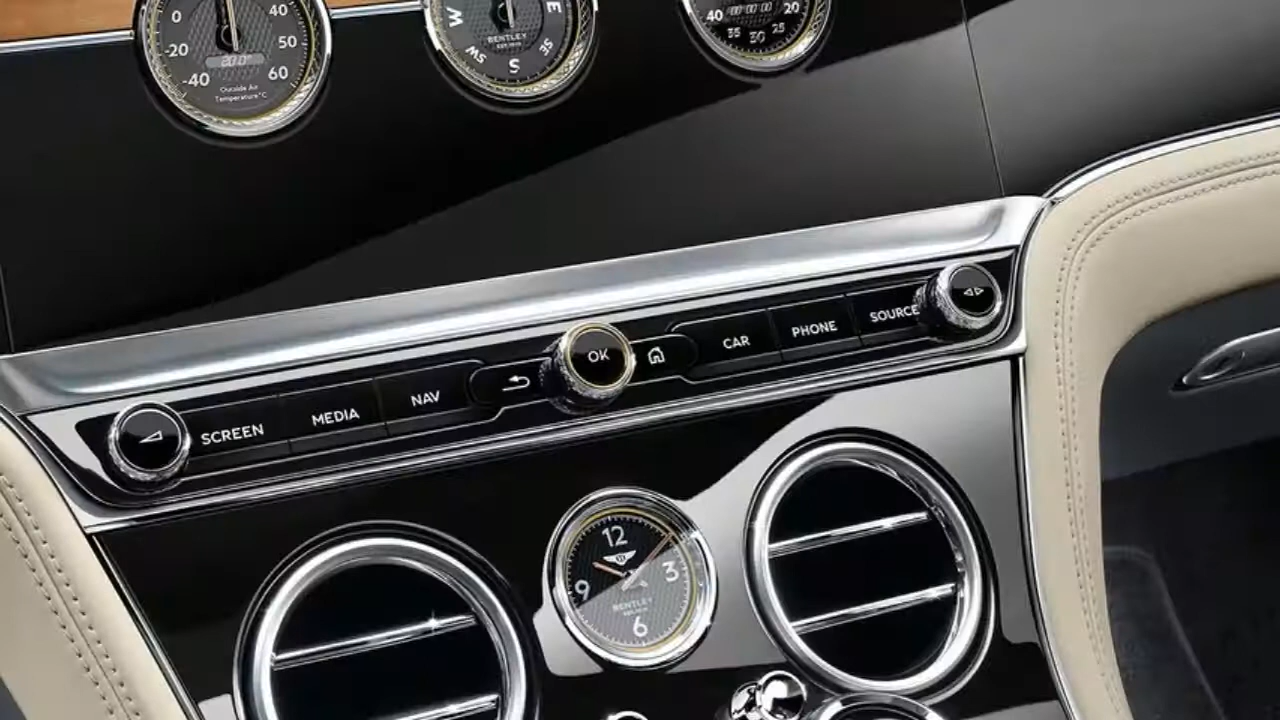 0 40
-20 50
20.0°
-40 60
Outside Air
Temperature°C
W E
BENTLEY
SW SE
S
40 20
35 30 25
SCREEN MEDIA NAV OK CAR PHONE SOURCE
12
9 3
BENTLEY
6